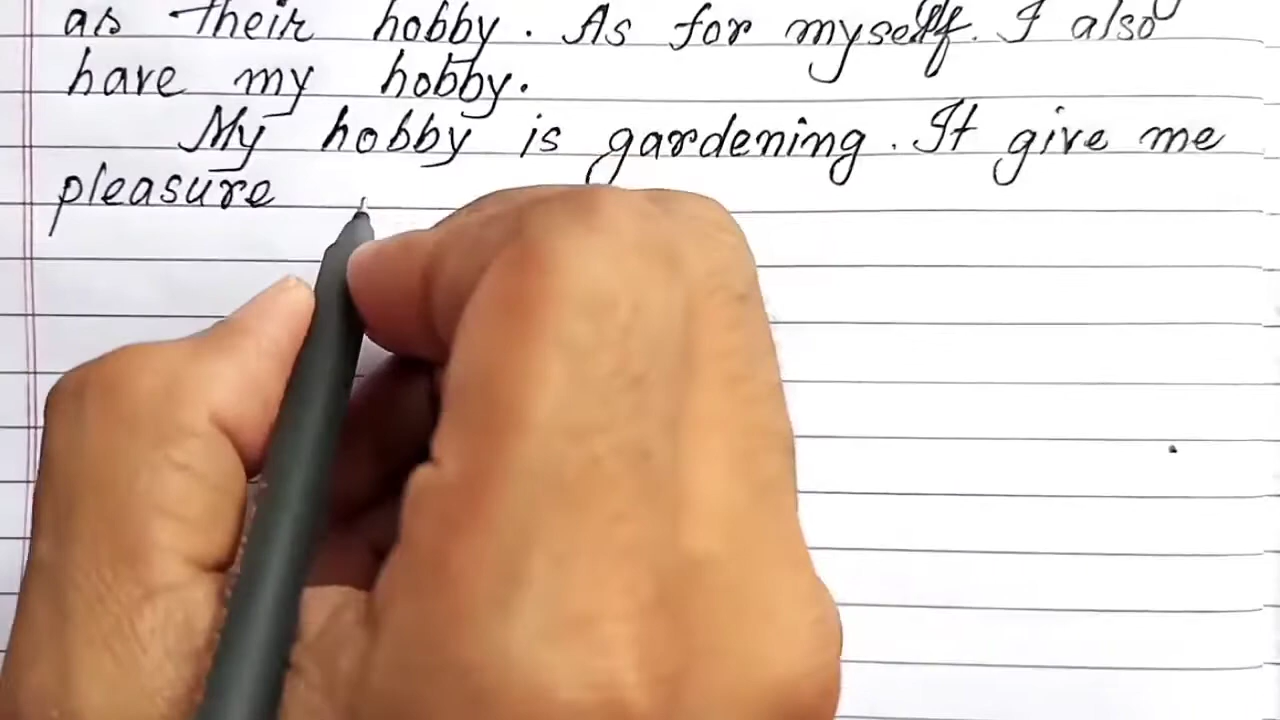 as their hobby. As for myself. I also
have my hobby.
My hobby is gardening. It give me
pleasure